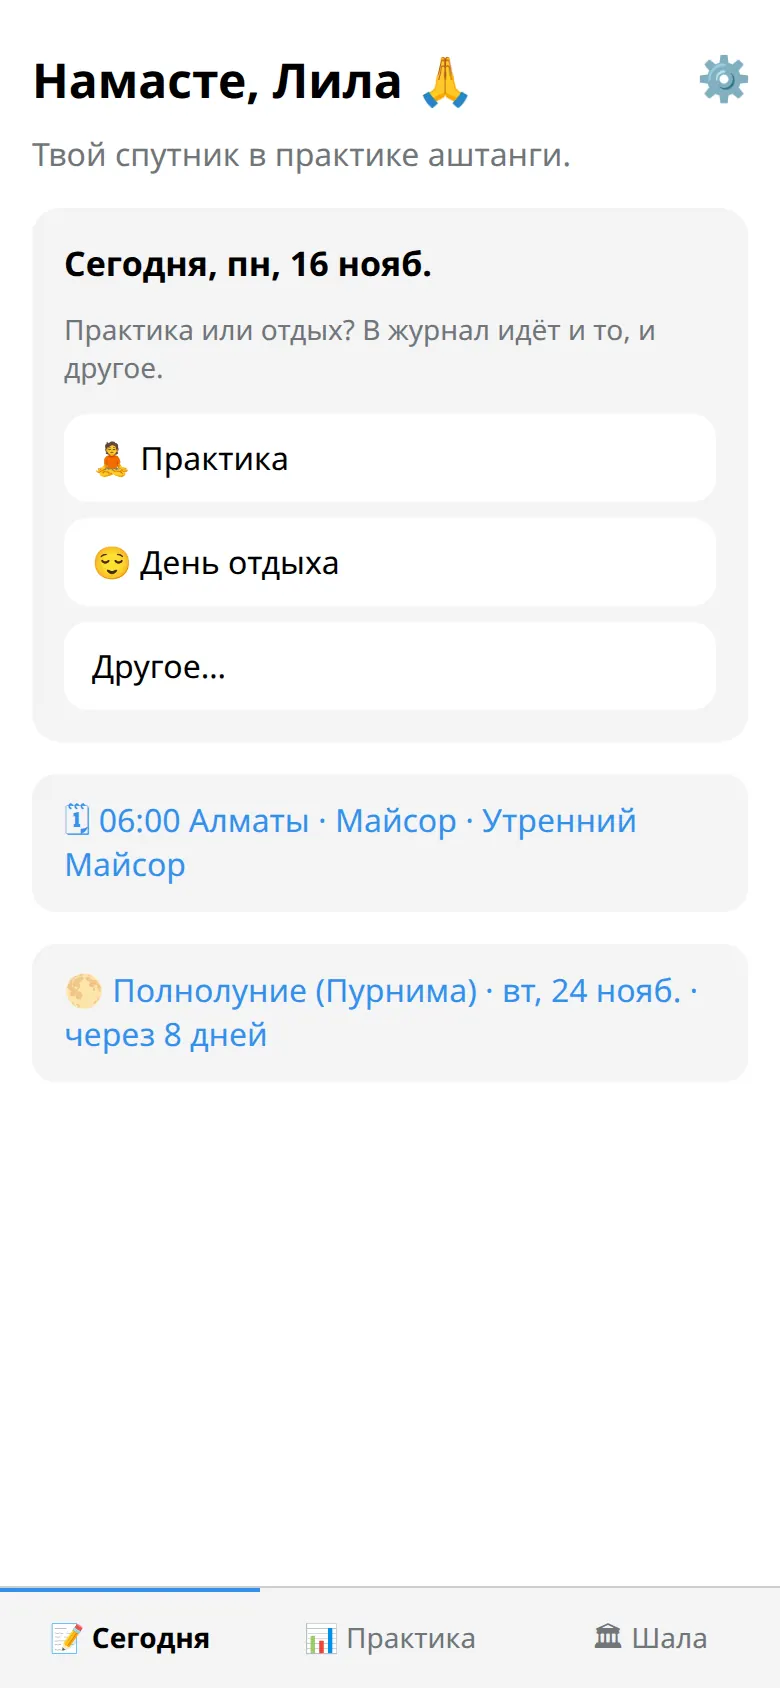 Намасте, Лила 🙏 ⚙️
Твой спутник в практике аштанги.
Сегодня, пн, 16 нояб.
Практика или отдых? В журнал идёт и то, и
другое.
🧘 Практика
😌 День отдыха
Другое...
🗓 06:00 Алматы · Майсор · Утренний
Майсор
🌕 Полнолуние (Пурнима) · вт, 24 нояб. ·
через 8 дней
📝 Сегодня
📊 Практика
🏛 Шала